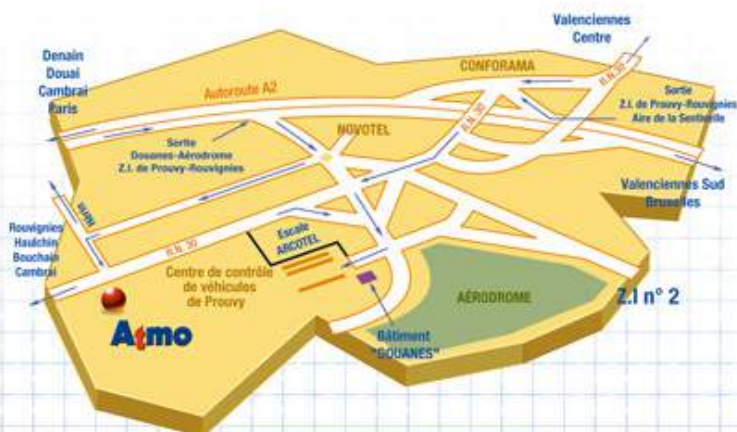 Valenciennes
Centre
Denain
Douai
Cambrai
Paris
Autoroute A2
CONFORAMA
R.N. 30
Sortie
Z.I. de Prouvy-Rouvignies
Aire de la Sentinelle
R.N. 30
NOVOTEL
Sortie
Douanes-Aérodrome
Z.I. de Prouvy-Rouvignies
Valenciennes Sud
Bruxelles
Hérin
Rouvignies
Haulchin
Bouchain
Cambrai
R.N. 30
Escale
ARCOTEL
Centre de contrôle
de véhicules
de Prouvy
AÉRODROME
Z.I n° 2
Atmo
Bâtiment
"DOUANES"